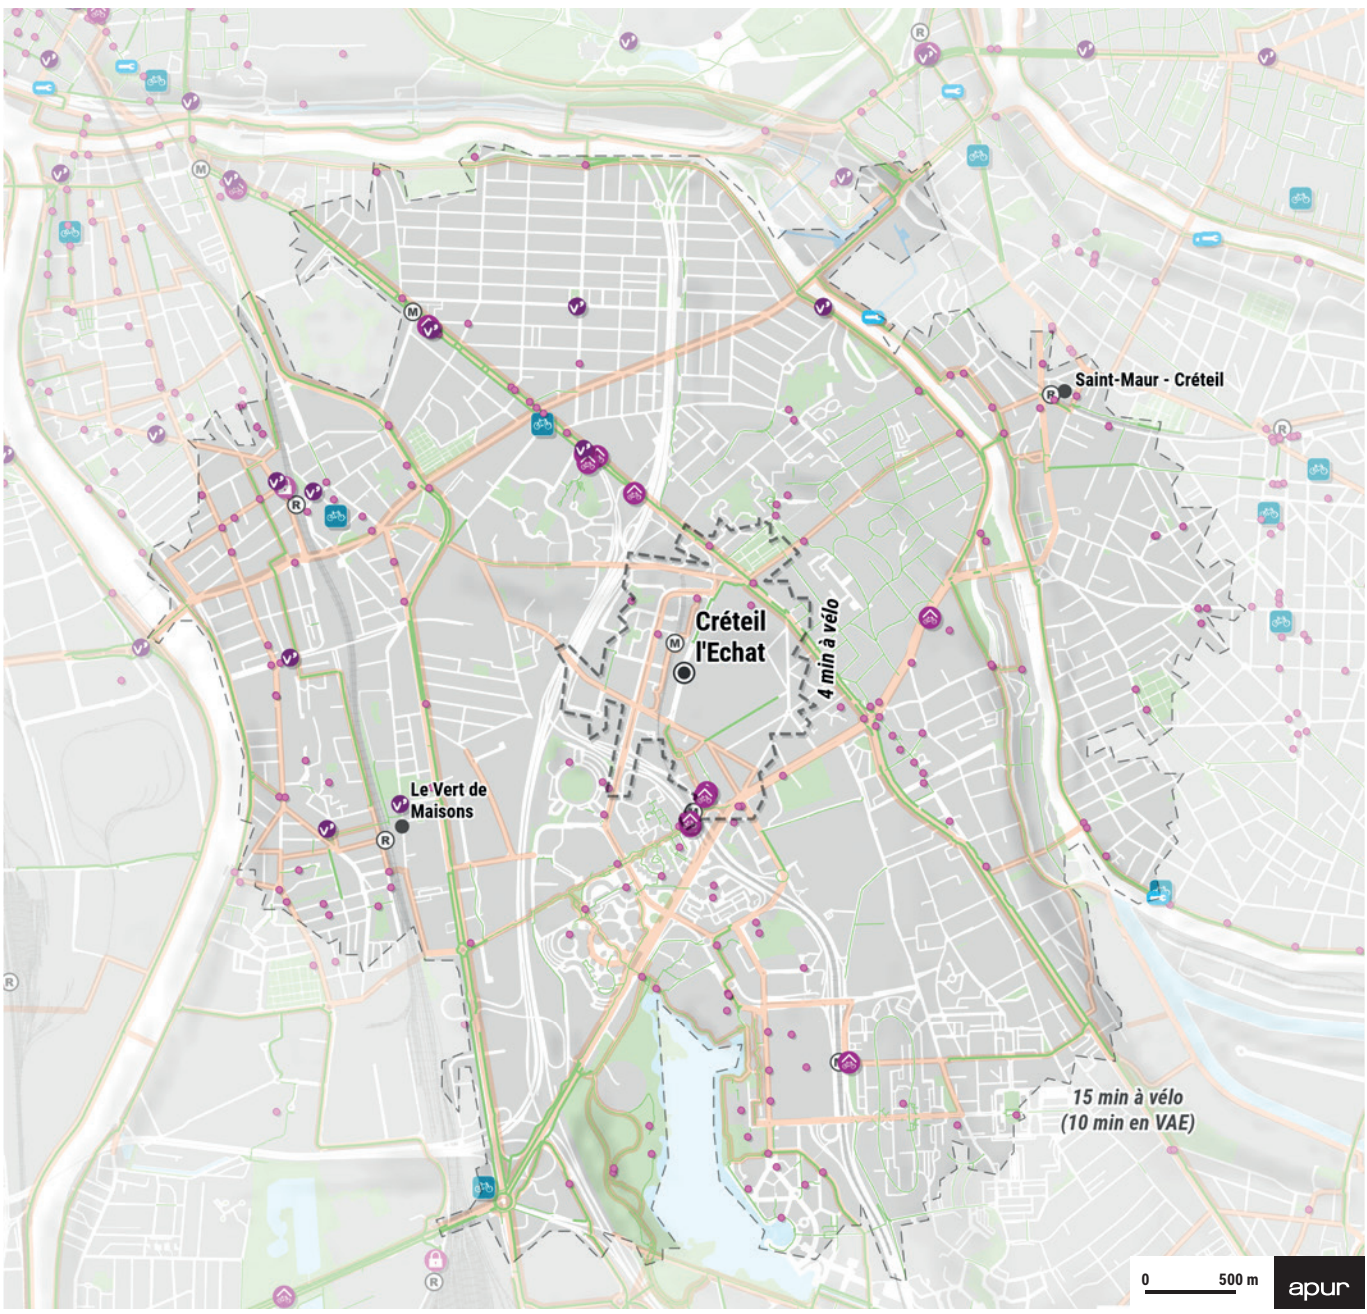 R
M
M
Saint-Maur - Créteil
R
R
R
Créteil
l'Echat
M
4 min à vélo
Le Vert de
Maisons
R
R
15 min à vélo
(10 min en VAE)
R
0 500 m
apur